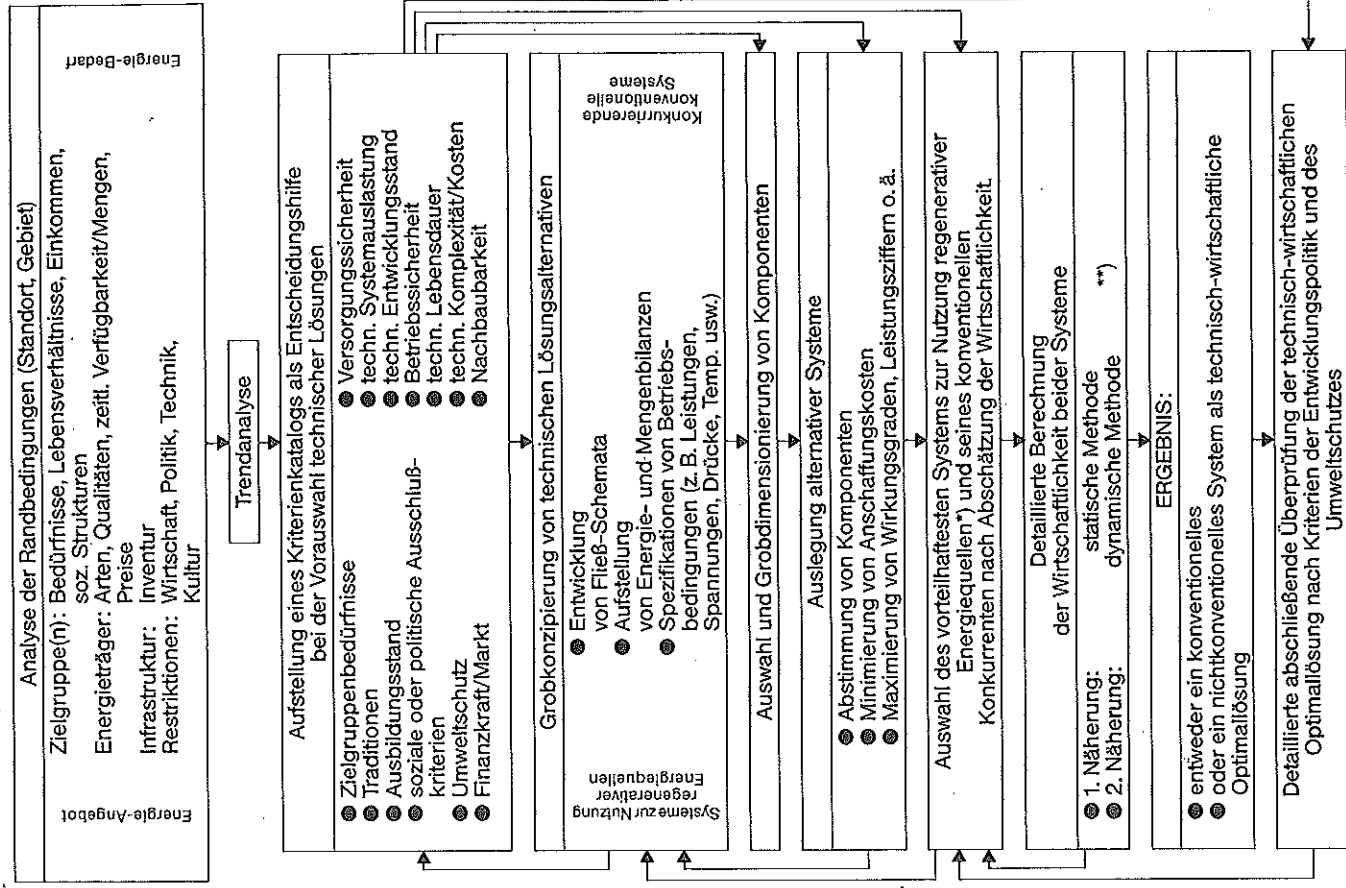 Analyse der Randbedingungen (Standort, Gebiet)
Energie-Angebot
Zielgruppe(n): Bedürfnisse, Lebensverhältnisse, Einkommen,
soz. Strukturen
Energieträger: Arten, Qualitäten, zeitl. Verfügbarkeit/Mengen,
Preise
Infrastruktur: Inventur
Restriktionen: Wirtschaft, Politik, Technik,
Kultur
Energie-Bedarf
Trendanalyse
Aufstellung eines Kriterienkatalogs als Entscheidungshilfe
bei der Vorauswahl technischer Lösungen
● Zielgruppenbedürfnisse
● Traditionen
● Ausbildungsstand
● soziale oder politische Ausschluß-
kriterien
● Umweltschutz
● Finanzkraft/Markt
● Versorgungssicherheit
● techn. Systemauslastung
● techn. Entwicklungsstand
● Betriebssicherheit
● techn. Lebensdauer
● techn. Komplexität/Kosten
● Nachbaubarkeit
Grobkonzipierung von technischen Lösungsalternativen
Systeme zur Nutzung
regenerativer
Energiequellen
● Entwicklung
von Fließ-Schemata
● Aufstellung
von Energie- und Mengenbilanzen
● Spezifikationen von Betriebs-
bedingungen (z. B. Leistungen,
Spannungen, Drücke, Temp. usw.)
Konkurrierende
konventionelle
Systeme
Auswahl und Grobdimensionierung von Komponenten
Auslegung alternativer Systeme
● Abstimmung von Komponenten
● Minimierung von Anschaffungskosten
● Maximierung von Wirkungsgraden, Leistungsziffern o. ä.
Auswahl des vorteilhaftesten Systems zur Nutzung regenerativer
Energiequellen*) und seines konventionellen
Konkurrenten nach Abschätzung der Wirtschaftlichkeit.
Detaillierte Berechnung
der Wirtschaftlichkeit beider Systeme
● 1. Näherung: statische Methode
● 2. Näherung: dynamische Methode **)
ERGEBNIS:
● entweder ein konventionelles
● oder ein nichtkonventionelles System als technisch-wirtschaftliche
Optimallösung
Detaillierte abschließende Überprüfung der technisch-wirtschaftlichen
Optimallösung nach Kriterien der Entwicklungspolitik und des
Umweltschutzes